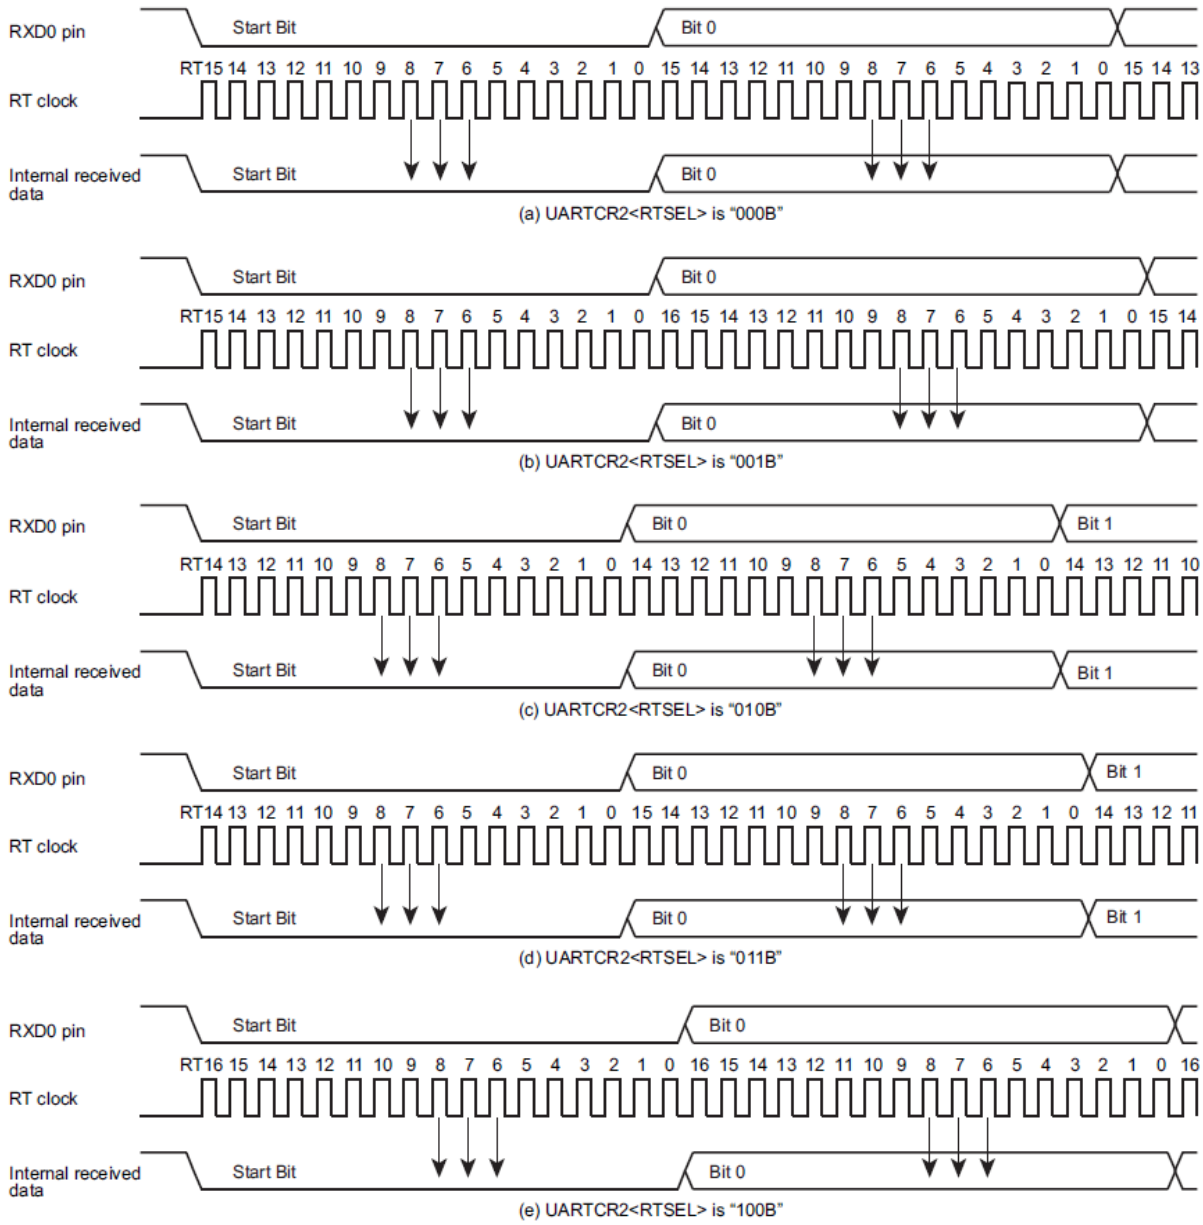 RXD0 pin Start Bit Bit 0
RT15 14 13 12 11 10 9 8 7 6 5 4 3 2 1 0 15 14 13 12 11 10 9 8 7 6 5 4 3 2 1 0 15 14 13
RT clock
Internal received data Start Bit Bit 0
(a) UARTCR2<RTSEL> is “000B”
RXD0 pin Start Bit Bit 0
RT15 14 13 12 11 10 9 8 7 6 5 4 3 2 1 0 16 15 14 13 12 11 10 9 8 7 6 5 4 3 2 1 0 15 14
RT clock
Internal received data Start Bit Bit 0
(b) UARTCR2<RTSEL> is “001B”
RXD0 pin Start Bit Bit 0 Bit 1
RT14 13 12 11 10 9 8 7 6 5 4 3 2 1 0 14 13 12 11 10 9 8 7 6 5 4 3 2 1 0 14 13 12 11 10
RT clock
Internal received data Start Bit Bit 0 Bit 1
(c) UARTCR2<RTSEL> is “010B”
RXD0 pin Start Bit Bit 0 Bit 1
RT14 13 12 11 10 9 8 7 6 5 4 3 2 1 0 15 14 13 12 11 10 9 8 7 6 5 4 3 2 1 0 14 13 12 11
RT clock
Internal received data Start Bit Bit 0 Bit 1
(d) UARTCR2<RTSEL> is “011B”
RXD0 pin Start Bit Bit 0
RT16 15 14 13 12 11 10 9 8 7 6 5 4 3 2 1 0 16 15 14 13 12 11 10 9 8 7 6 5 4 3 2 1 0 16
RT clock
Internal received data Start Bit Bit 0
(e) UARTCR2<RTSEL> is “100B”